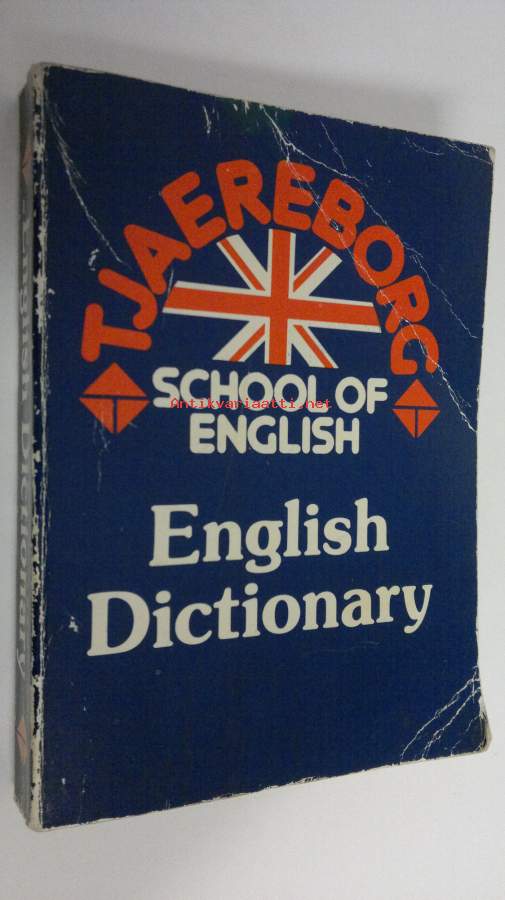 TJAEREBORG
SCHOOL OF
Antikvariaatti.net
ENGLISH
English
Dictionary
English Dictionary